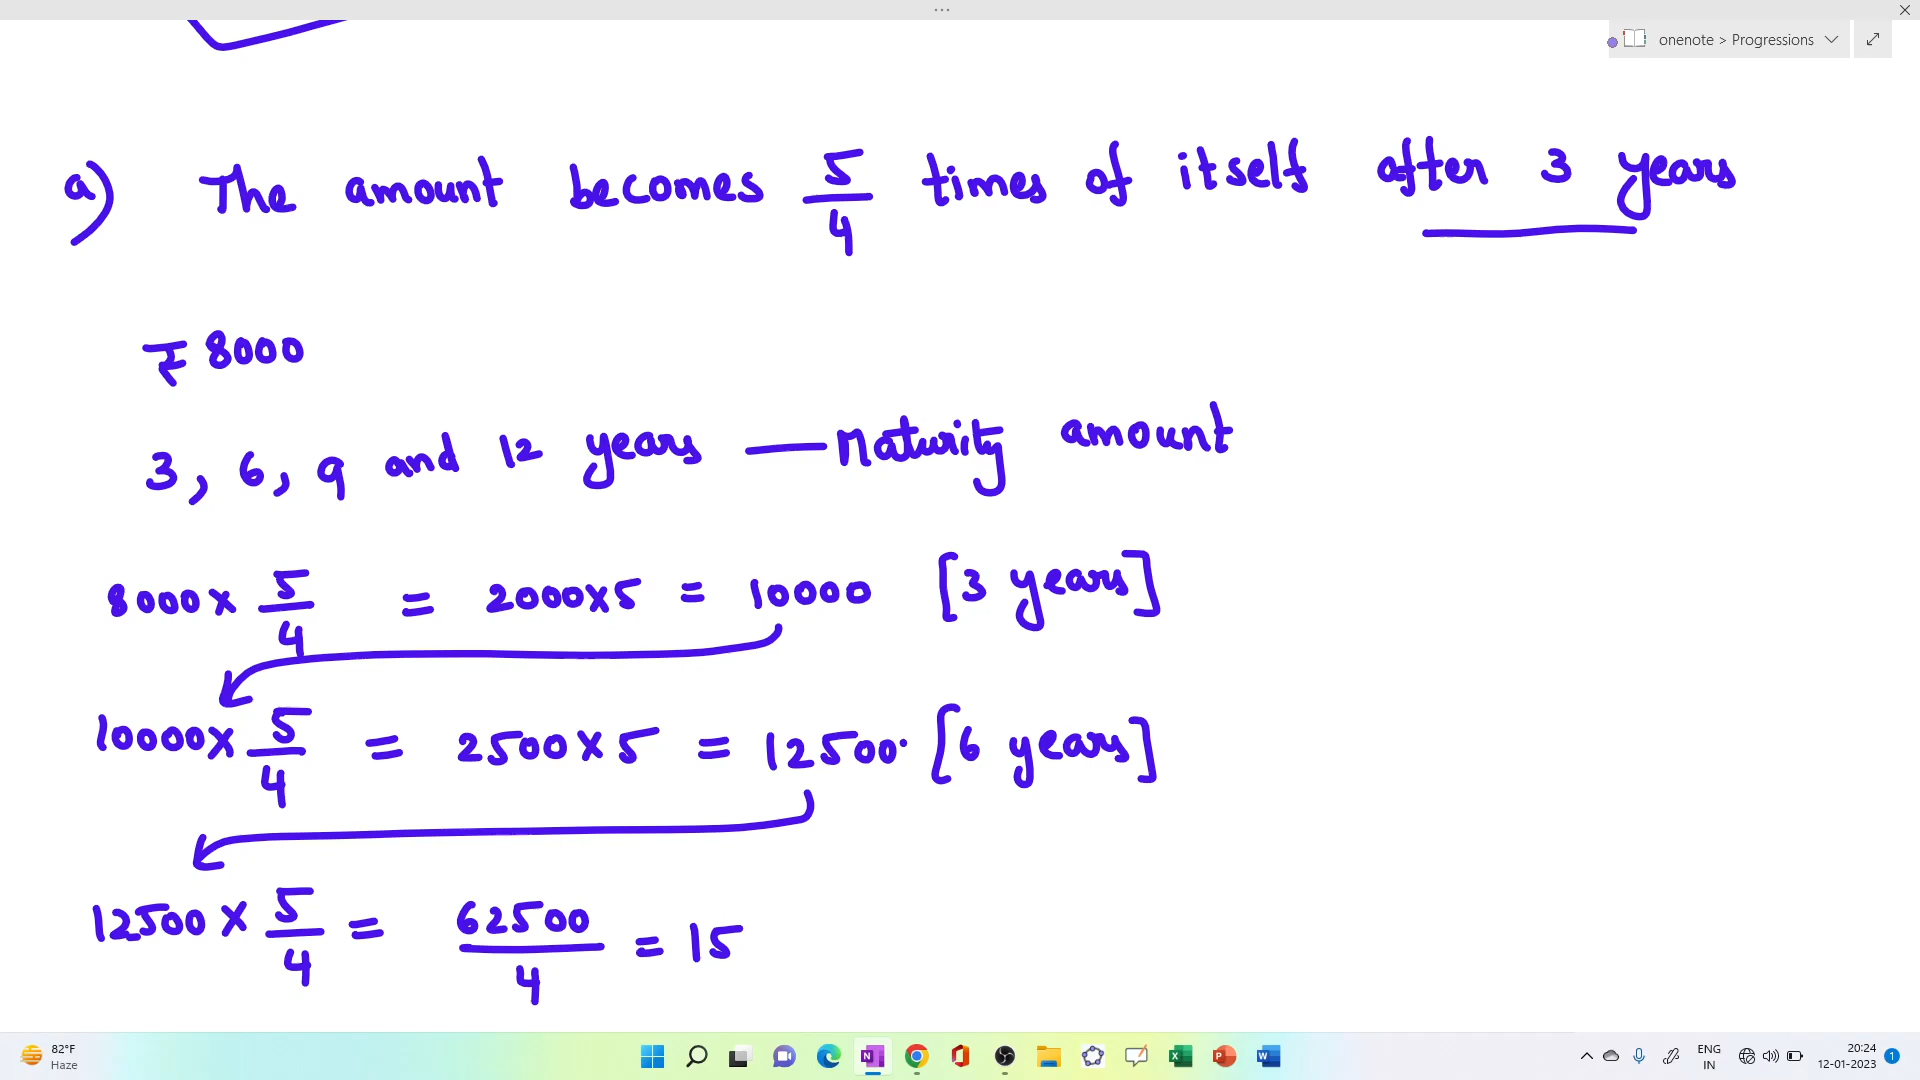 onenote > Progressions
a) The amount becomes 5/4 times of itself after 3 years
₹ 8000
3, 6, 9 and 12 years — Maturity amount
8000 × 5/4 = 2000×5 = 10000 [3 years]
10000 × 5/4 = 2500 × 5 = 12500. [6 years]
12500 × 5/4 = 62500/4 = 15
82°F
Haze
ENG
IN
20:24
12-01-2023
1